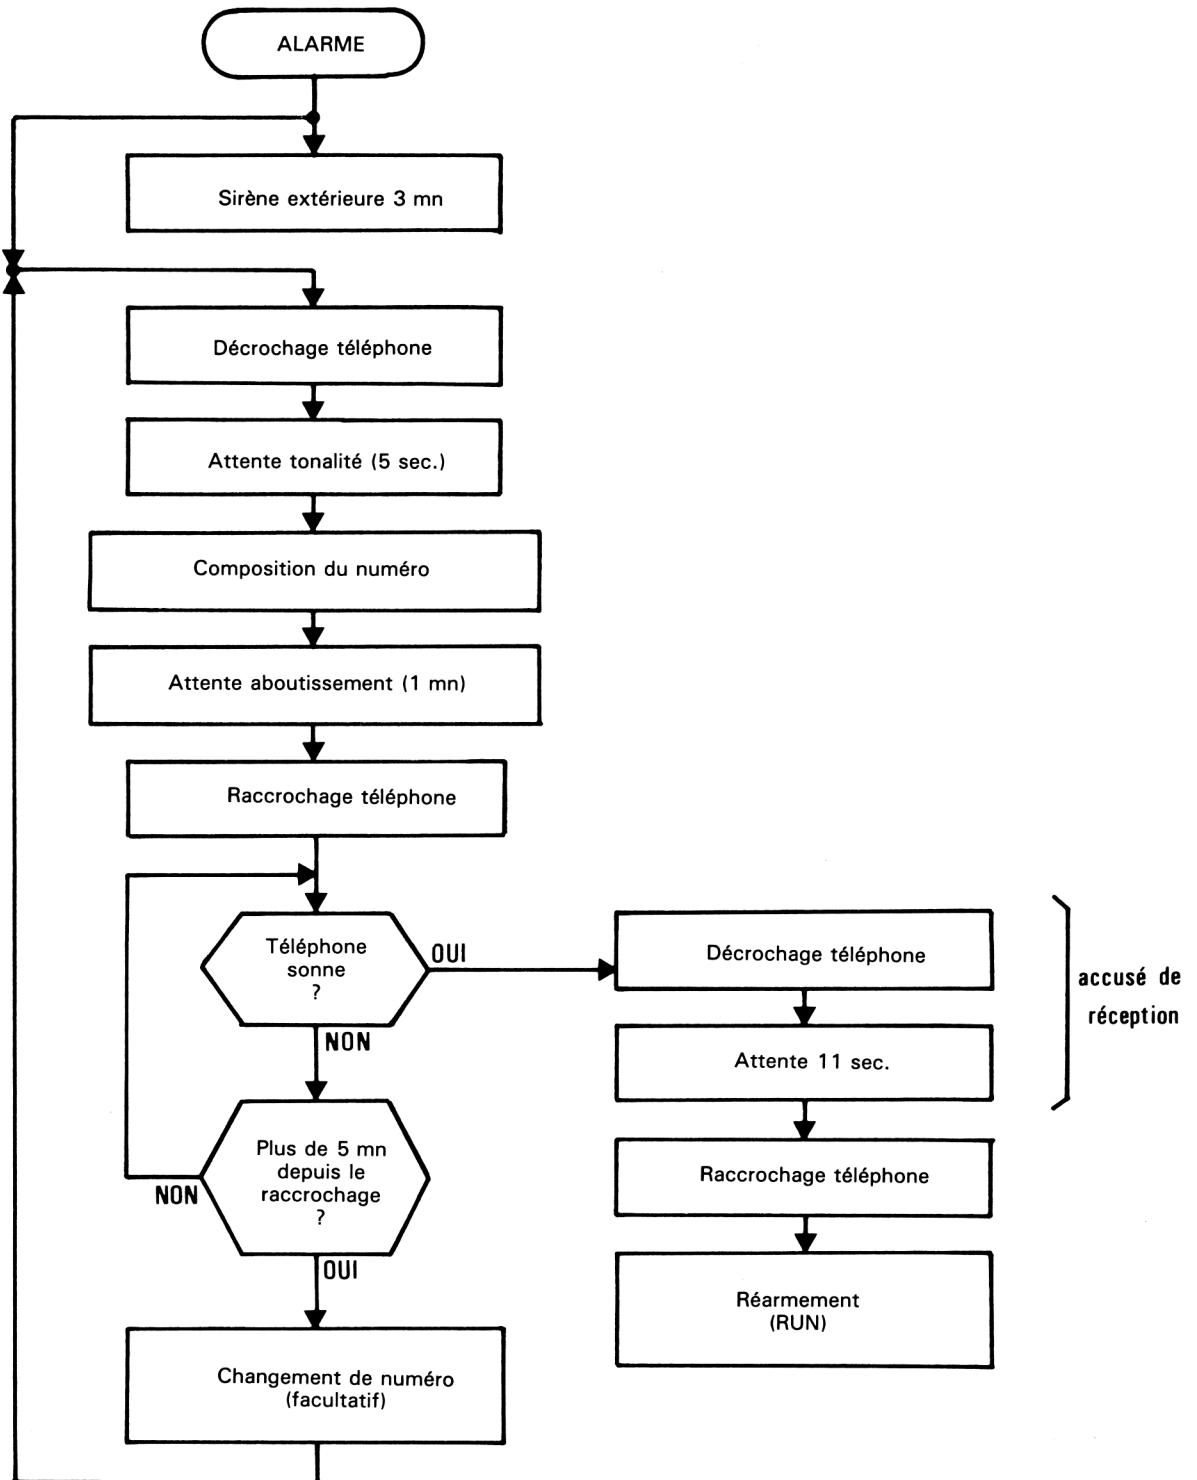 ALARME
Sirène extérieure 3 mn
Décrochage téléphone
Attente tonalité (5 sec.)
Composition du numéro
Attente aboutissement (1 mn)
Raccrochage téléphone
Téléphone
sonne
?
OUI
NON
Décrochage téléphone
Attente 11 sec.
accusé de
réception
Plus de 5 mn
depuis le
raccrochage
?
NON
OUI
Raccrochage téléphone
Réarmement
(RUN)
Changement de numéro
(facultatif)